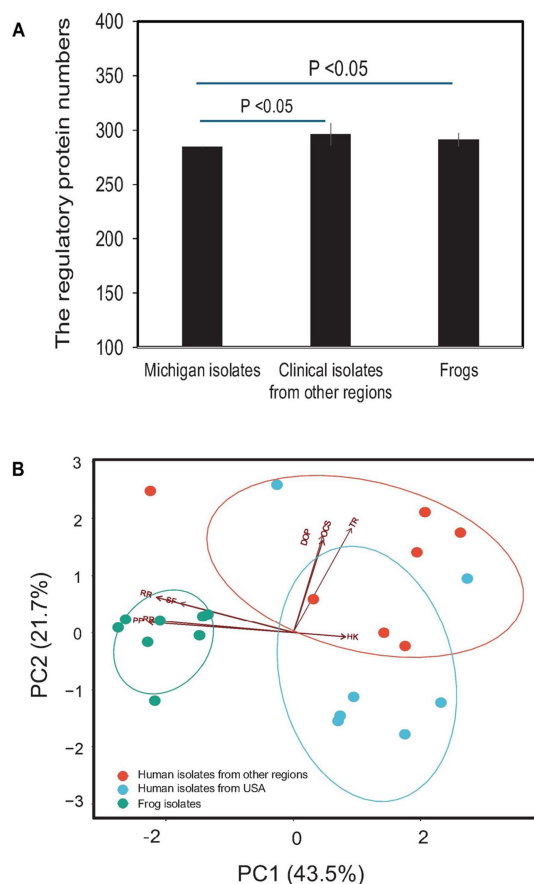 A
The regulatory protein numbers
400
350
300
250
200
150
100
P <0.05
P <0.05
Michigan isolates
Clinical isolates
from other regions
Frogs
B
PC2 (21.7%)
3
2
1
0
−1
−2
−3
DOP
OCS
TR
RR
SF
PP
HK
Human isolates from other regions
Human isolates from USA
Frog isolates
-2
0
2
PC1 (43.5%)